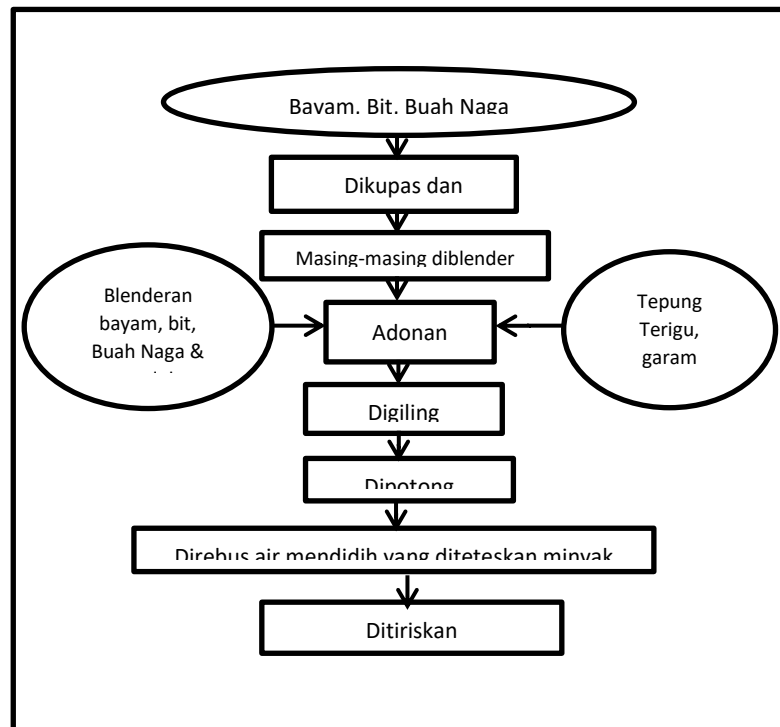 Bayam, Bit, Buah Naga
Dikupas dan
Masing-masing diblender
Blenderan
bayam, bit,
Buah Naga &
Adonan
Tepung
Terigu,
garam
Digiling
Dipotong
Direbus air mendidih yang diteteskan minyak
Ditiriskan